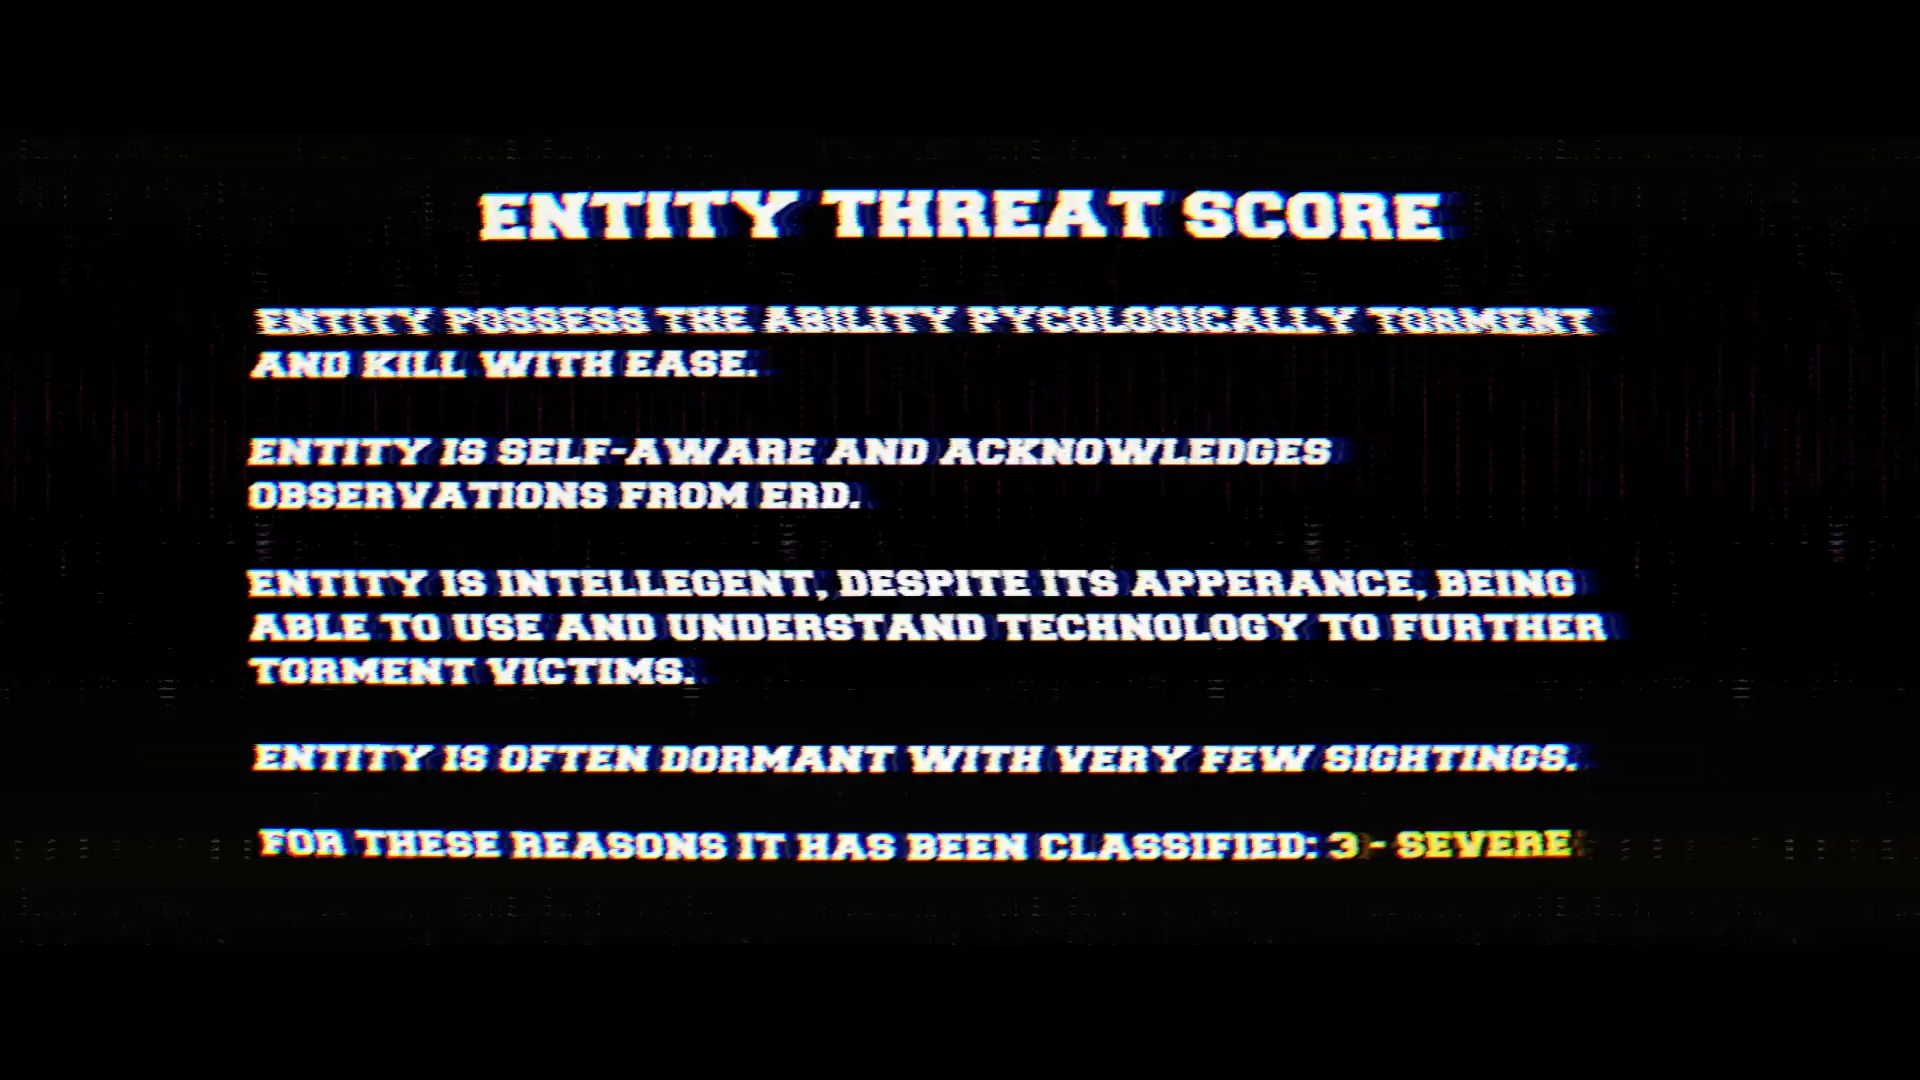 ENTITY THREAT SCORE
ENTITY POSSESS THE ABILITY PYCOLOGICALLY TORMENT
AND KILL WITH EASE.
ENTITY IS SELF-AWARE AND ACKNOWLEDGES
OBSERVATIONS FROM ERD.
ENTITY IS INTELLEGENT, DESPITE ITS APPERANCE, BEING
ABLE TO USE AND UNDERSTAND TECHNOLOGY TO FURTHER
TORMENT VICTIMS.
ENTITY IS OFTEN DORMANT WITH VERY FEW SIGHTINGS.
FOR THESE REASONS IT HAS BEEN CLASSIFIED: 3 - SEVERE